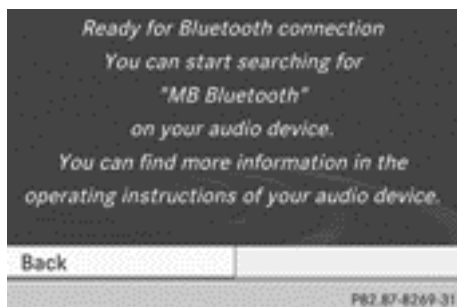 Ready for Bluetooth connection
You can start searching for
"MB Bluetooth"
on your audio device.
You can find more information in the
operating instructions of your audio device.
Back
P82.87-8269-31